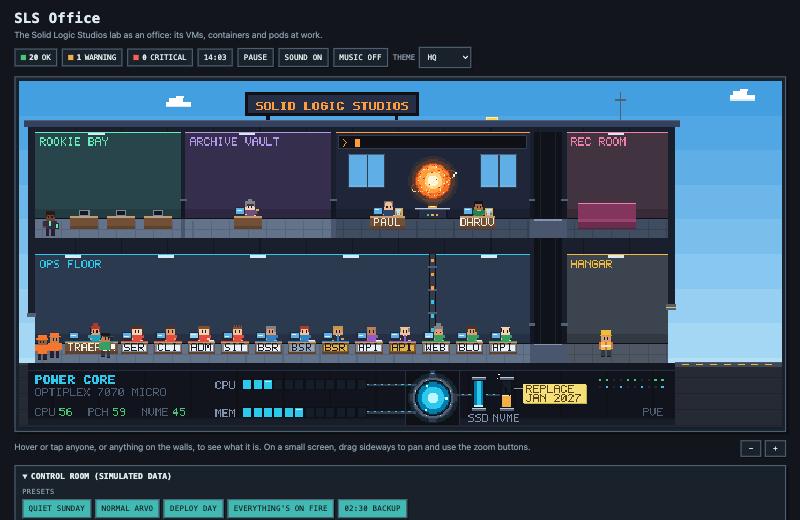 SLS Office
The Solid Logic Studios lab as an office: its VMs, containers and pods at work.
20 OK
1 WARNING
0 CRITICAL
14:03
PAUSE
SOUND ON
MUSIC OFF
THEME
HQ
SOLID LOGIC STUDIOS
ROOKIE BAY
ARCHIVE VAULT
REC ROOM
PAUL
DHRUV
OPS FLOOR
HANGAR
SER
CLI
HUM
SIT
BSR
BSR
BSR
API
API
WEB
BLU
API
POWER CORE
OPTIPLEX 7070 MICRO
CPU 56
PCH 59
NVME 45
CPU
MEM
SSD
NVME
REPLACE
JAN 2027
PVE
Hover or tap anyone, or anything on the walls, to see what it is. On a small screen, drag sideways to pan and use the zoom buttons.
−
+
▼ CONTROL ROOM (SIMULATED DATA)
PRESETS
QUIET SUNDAY
NORMAL ARVO
DEPLOY DAY
EVERYTHING'S ON FIRE
02:30 BACKUP